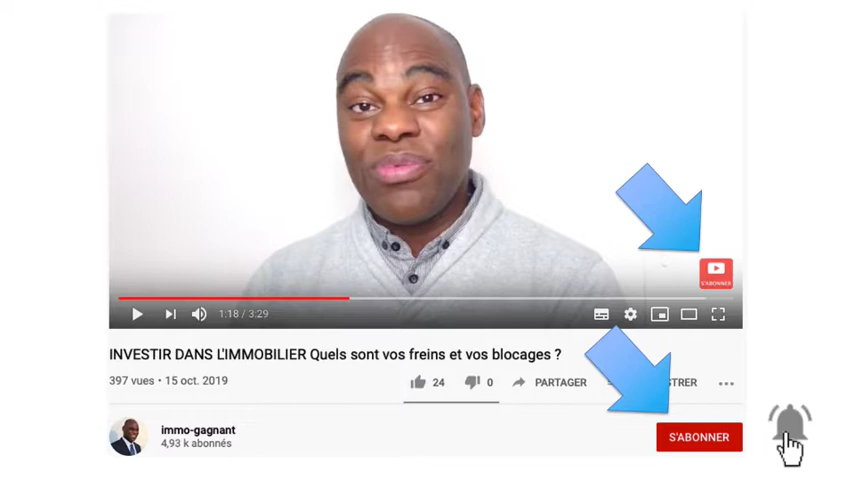 S'ABONNER
1:18 / 3:29
INVESTIR DANS L'IMMOBILIER Quels sont vos freins et vos blocages ?
397 vues • 15 oct. 2019
24
0
PARTAGER
STRER
immo-gagnant
4,93 k abonnés
S'ABONNER